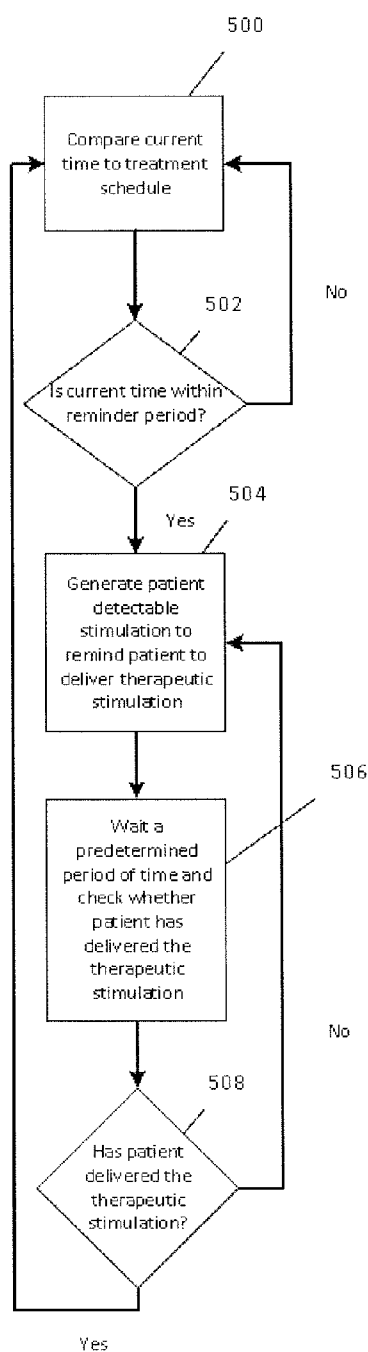 500
Compare current
time to treatment
schedule
No
502
Is current time within
reminder period?
Yes
504
Generate patient
detectable
stimulation to
remind patient to
deliver therapeutic
stimulation
506
Wait a
predetermined
period of time and
check whether
patient has
delivered the
therapeutic
stimulation
No
508
Has patient
delivered the
therapeutic
stimulation?
Yes